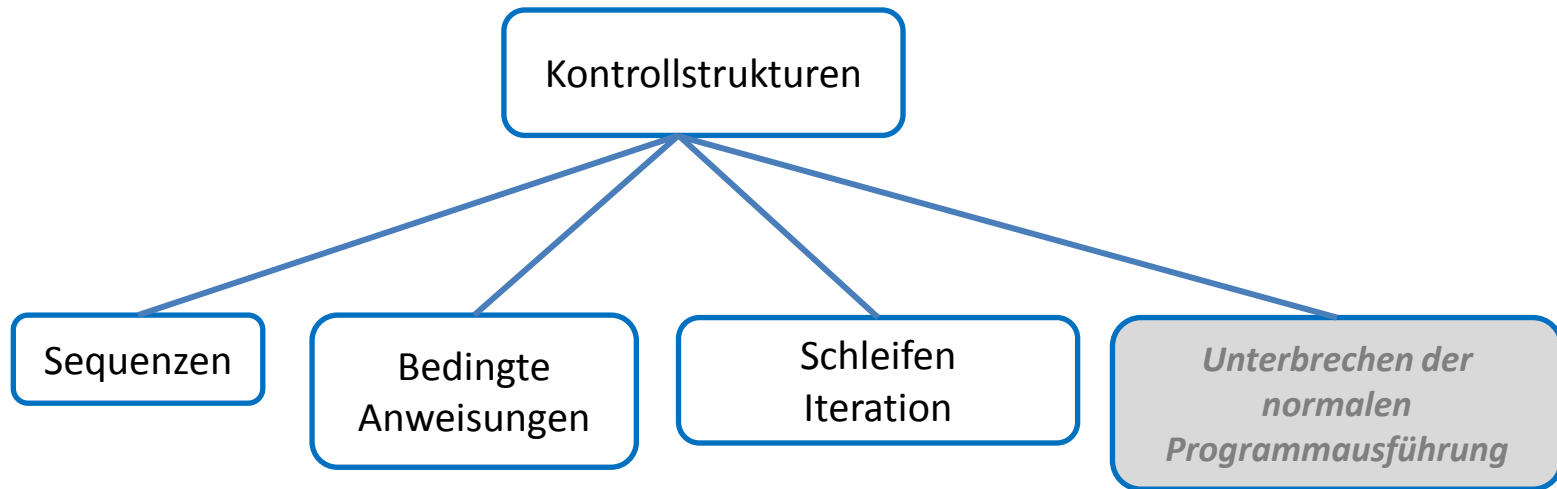 Kontrollstrukturen
Sequenzen
Bedingte
Anweisungen
Schleifen
Iteration
Unterbrechen der
normalen
Programmausführung